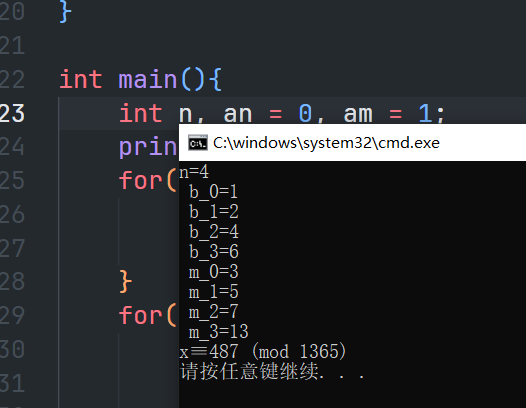 20 }
21
22 int main(){
23 int n, an = 0, am = 1;
24 prin
25 for(
26
27
28 }
29 for(
30
31
C:\windows\system32\cmd.exe
n=4
b_0=1
b_1=2
b_2=4
b_3=6
m_0=3
m_1=5
m_2=7
m_3=13
x≡487 (mod 1365)
请按任意键继续. . .